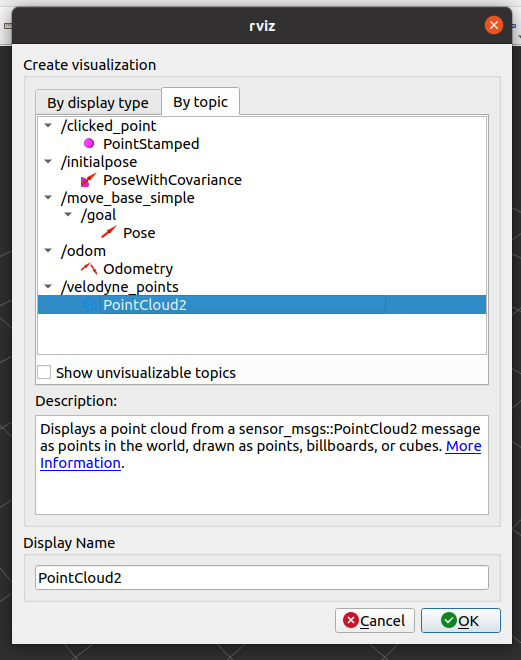 rviz
Create visualization
By display type
By topic
/clicked_point
PointStamped
/initialpose
PoseWithCovariance
/move_base_simple
/goal
Pose
/odom
Odometry
/velodyne_points
PointCloud2
Show unvisualizable topics
Description:
Displays a point cloud from a sensor_msgs::PointCloud2 message
as points in the world, drawn as points, billboards, or cubes. More
Information.
Display Name
PointCloud2
Cancel
OK